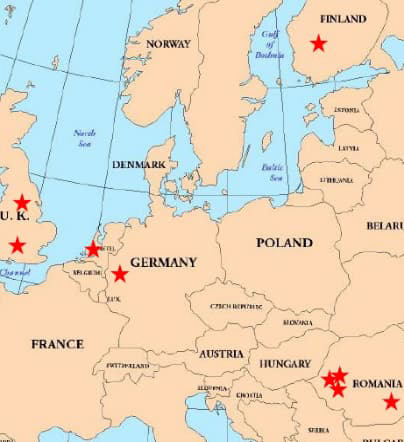 FINLAND
Gulf
of
Bothnia
NORWAY
ESTONIA
North
Sea
LATVIA
DENMARK
Baltic
Sea
LITHUANIA
U. K.
BELARU
POLAND
GERMANY
Channel
BELGIUM
LUX.
CZECH REPUBLIC
SLOVAKIA
FRANCE
AUSTRIA
HUNGARY
SWITZERLAND
ROMANIA
SLOVENIA
CROATIA
SERBIA
BULGAR